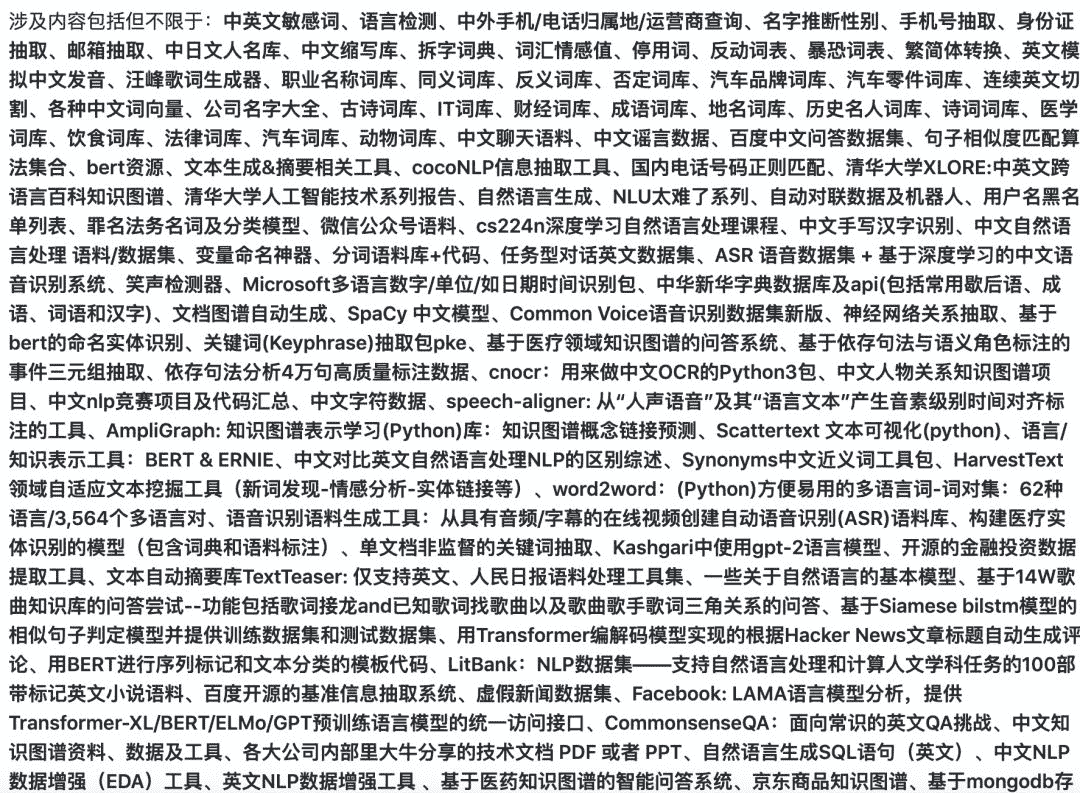 涉及内容包括但不限于：中英文敏感词、语言检测、中外手机/电话归属地/运营商查询、名字推断性别、手机号抽取、身份证
抽取、邮箱抽取、中日文人名库、中文缩写库、拆字词典、词汇情感值、停用词、反动词表、暴恐词表、繁简体转换、英文模
拟中文发音、汪峰歌词生成器、职业名称词库、同义词库、反义词库、否定词库、汽车品牌词库、汽车零件词库、连续英文切
割、各种中文词向量、公司名字大全、古诗词库、IT词库、财经词库、成语词库、地名词库、历史名人词库、诗词词库、医学
词库、饮食词库、法律词库、汽车词库、动物词库、中文聊天语料、中文谣言数据、百度中文问答数据集、句子相似度匹配算
法集合、bert资源、文本生成&摘要相关工具、cocoNLP信息抽取工具、国内电话号码正则匹配、清华大学XLORE:中英文跨
语言百科知识图谱、清华大学人工智能技术系列报告、自然语言生成、NLU太难了系列、自动对联数据及机器人、用户名黑名
单列表、罪名法务名词及分类模型、微信公众号语料、cs224n深度学习自然语言处理课程、中文手写汉字识别、中文自然语
言处理 语料/数据集、变量命名神器、分词语料库+代码、任务型对话英文数据集、ASR 语音数据集 + 基于深度学习的中文语
音识别系统、笑声检测器、Microsoft多语言数字/单位/如日期时间识别包、中华新华字典数据库及api(包括常用歇后语、成
语、词语和汉字)、文档图谱自动生成、SpaCy 中文模型、Common Voice语音识别数据集新版、神经网络关系抽取、基于
bert的命名实体识别、关键词(Keyphrase)抽取包pke、基于医疗领域知识图谱的问答系统、基于依存句法与语义角色标注的
事件三元组抽取、依存句法分析4万句高质量标注数据、cnocr：用来做中文OCR的Python3包、中文人物关系知识图谱项
目、中文nlp竞赛项目及代码汇总、中文字符数据、speech-aligner: 从“人声语音”及其“语言文本”产生音素级别时间对齐标
注的工具、AmpliGraph: 知识图谱表示学习(Python)库：知识图谱概念链接预测、Scattertext 文本可视化(python)、语言/
知识表示工具：BERT & ERNIE、中文对比英文自然语言处理NLP的区别综述、Synonyms中文近义词工具包、HarvestText
领域自适应文本挖掘工具（新词发现-情感分析-实体链接等）、word2word：(Python)方便易用的多语言词-词对集：62种
语言/3,564个多语言对、语音识别语料生成工具：从具有音频/字幕的在线视频创建自动语音识别(ASR)语料库、构建医疗实
体识别的模型（包含词典和语料标注）、单文档非监督的关键词抽取、Kashgari中使用gpt-2语言模型、开源的金融投资数据
提取工具、文本自动摘要库TextTeaser: 仅支持英文、人民日报语料处理工具集、一些关于自然语言的基本模型、基于14W歌
曲知识库的问答尝试--功能包括歌词接龙and已知歌词找歌曲以及歌曲歌手歌词三角关系的问答、基于Siamese bilstm模型的
相似句子判定模型并提供训练数据集和测试数据集、用Transformer编解码模型实现的根据Hacker News文章标题自动生成评
论、用BERT进行序列标记和文本分类的模板代码、LitBank：NLP数据集——支持自然语言处理和计算人文学科任务的100部
带标记英文小说语料、百度开源的基准信息抽取系统、虚假新闻数据集、Facebook: LAMA语言模型分析，提供
Transformer-XL/BERT/ELMo/GPT预训练语言模型的统一访问接口、CommonsenseQA：面向常识的英文QA挑战、中文知
识图谱资料、数据及工具、各大公司内部里大牛分享的技术文档 PDF 或者 PPT、自然语言生成SQL语句（英文）、中文NLP
数据增强（EDA）工具、英文NLP数据增强工具 、基于医药知识图谱的智能问答系统、京东商品知识图谱、基于mongodb存